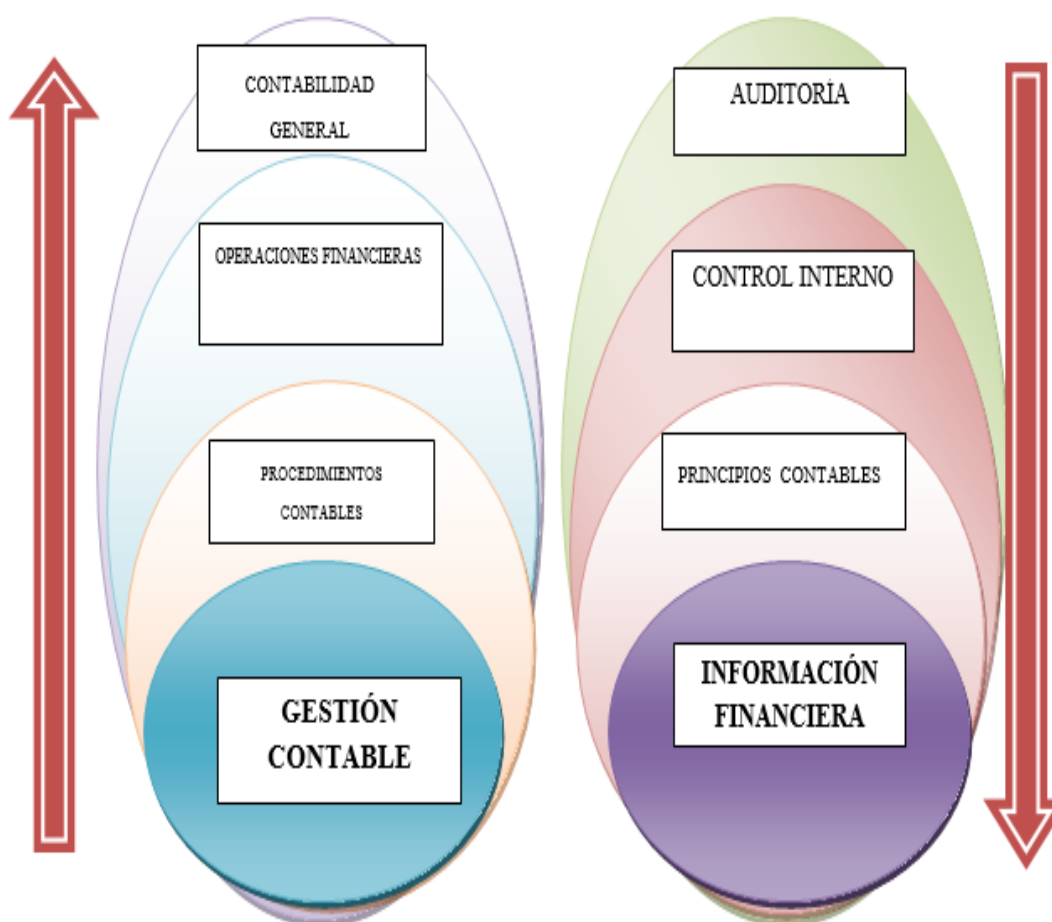 CONTABILIDAD
GENERAL
OPERACIONES FINANCIERAS
PROCEDIMIENTOS
CONTABLES
GESTIÓN
CONTABLE
AUDITORÍA
CONTROL INTERNO
PRINCIPIOS CONTABLES
INFORMACIÓN
FINANCIERA